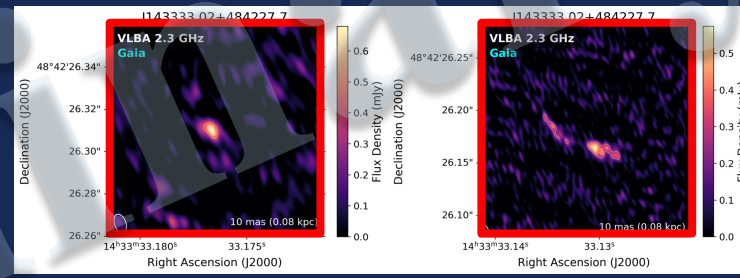 J143333.02+484227.7
VLBA 2.3 GHz
Gaia
48°42'26.34"
26.32"
26.30"
26.28"
26.26"
Declination (J2000)
10 mas (0.08 kpc)
14ʰ33ᵐ33.180ˢ
33.175ˢ
Right Ascension (J2000)
0.6
0.5
0.4
0.3
0.2
0.1
0.0
Flux Density (mJy)
J143333.02+484227.7
VLBA 2.3 GHz
Gaia
48°42'26.25"
26.20"
26.15"
26.10"
Declination (J2000)
10 mas (0.08 kpc)
14ʰ33ᵐ33.14ˢ
33.13ˢ
Right Ascension (J2000)
0.5
0.4
0.3
0.2
0.1
0.0